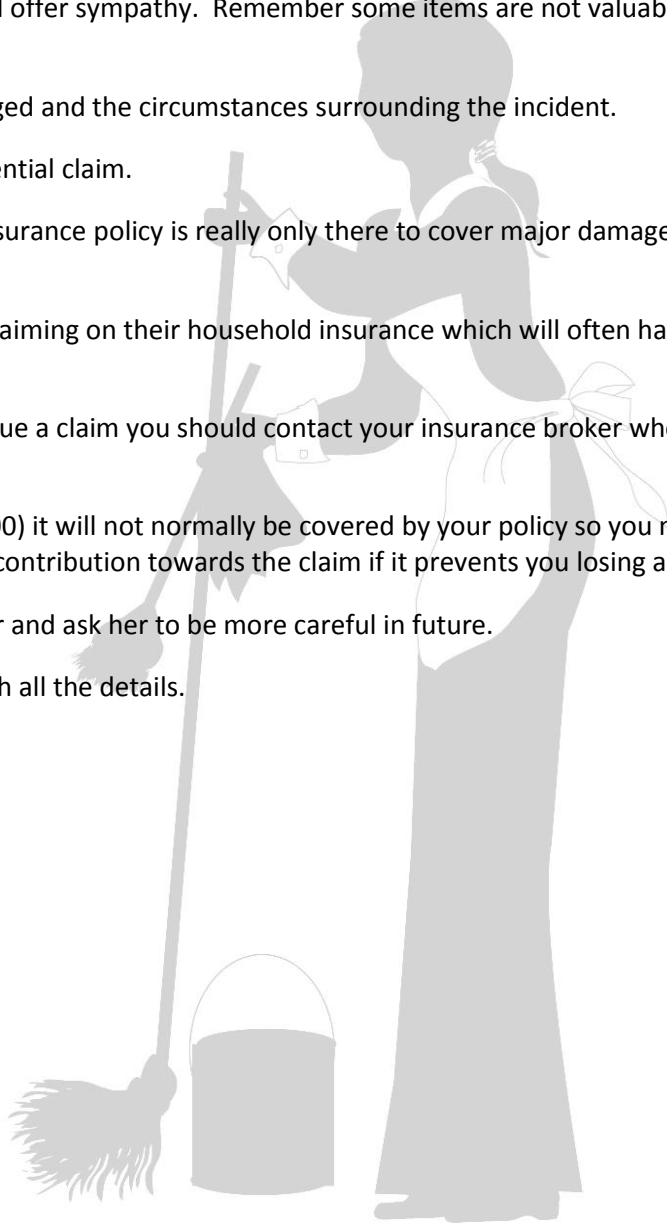 offer sympathy. Remember some items are not valuab
ged and the circumstances surrounding the incident.
ential claim.
surance policy is really only there to cover major damage
aiming on their household insurance which will often ha
ue a claim you should contact your insurance broker wh
00) it will not normally be covered by your policy so you
contribution towards the claim if it prevents you losing a
r and ask her to be more careful in future.
h all the details.